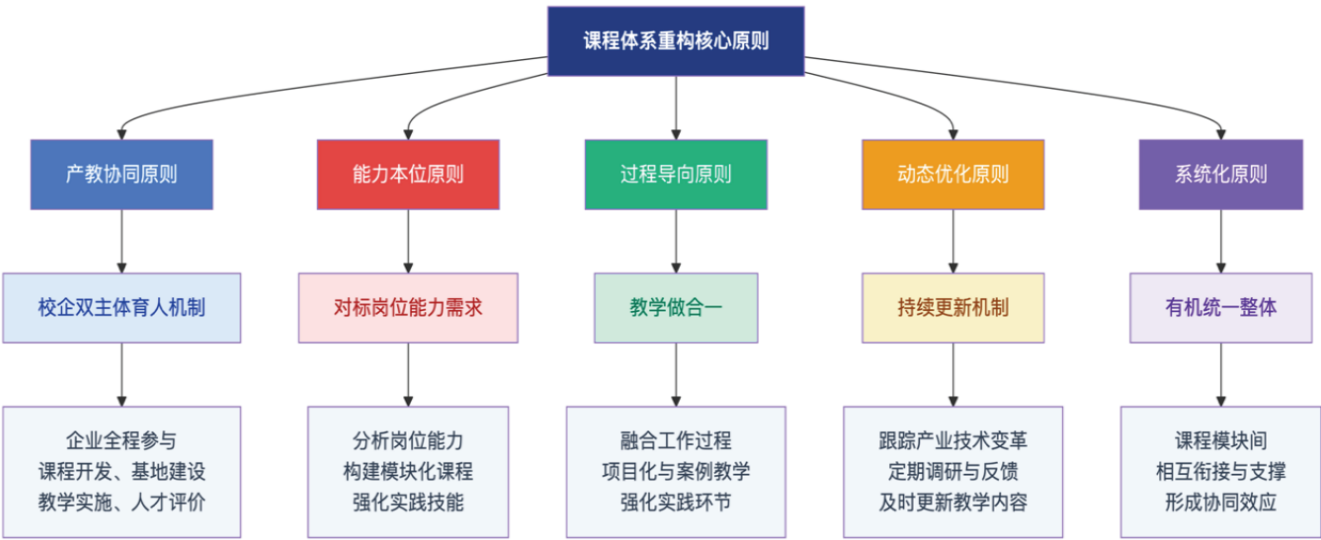 课程体系重构核心原则
产教协同原则
能力本位原则
过程导向原则
动态优化原则
系统化原则
校企双主体育人机制
对标岗位能力需求
教学做合一
持续更新机制
有机统一整体
企业全程参与
课程开发、基地建设
教学实施、人才评价
分析岗位能力
构建模块化课程
强化实践技能
融合工作过程
项目化与案例教学
强化实践环节
跟踪产业技术变革
定期调研与反馈
及时更新教学内容
课程模块间
相互衔接与支撑
形成协同效应